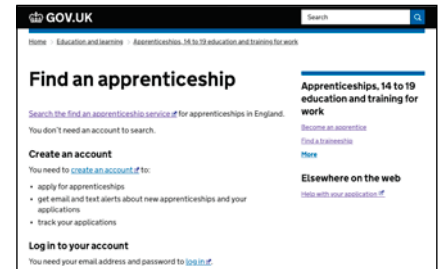 GOV.UK
Search
Home > Education and learning > Apprenticeships, 14 to 19 education and training for work
Find an apprenticeship
Search the find an apprenticeship service for apprenticeships in England.
You don't need an account to search.
Create an account
You need to create an account to:
• apply for apprenticeships
• get email and text alerts about new apprenticeships and your
applications
• track your applications
Log in to your account
You need your email address and password to log in.
Apprenticeships, 14 to 19
education and training for
work
Become an apprentice
Find a traineeship
More
Elsewhere on the web
Help with your application